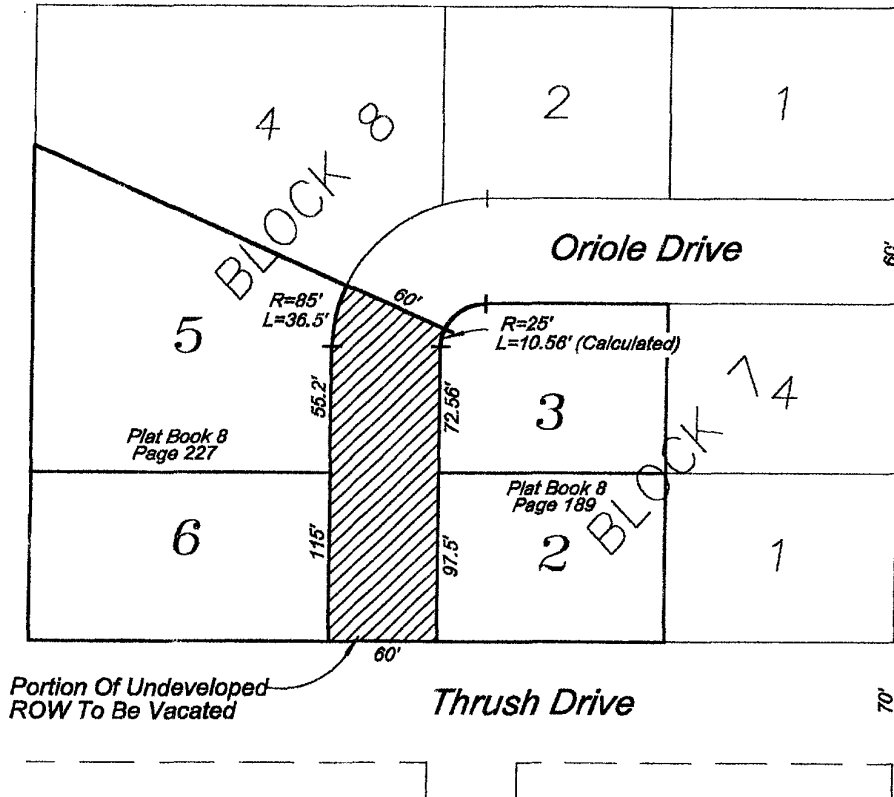 4
2
1
BLOCK 8
Oriole Drive
60'
R=85'
L=36.5'
60'
R=25'
L=10.56' (Calculated)
5
55.2'
72.56'
3
BLOCK 7
4
Plat Book 8
Page 227
Plat Book 8
Page 189
6
115'
97.5'
2
1
60'
Portion Of Undeveloped
ROW To Be Vacated
Thrush Drive
70'